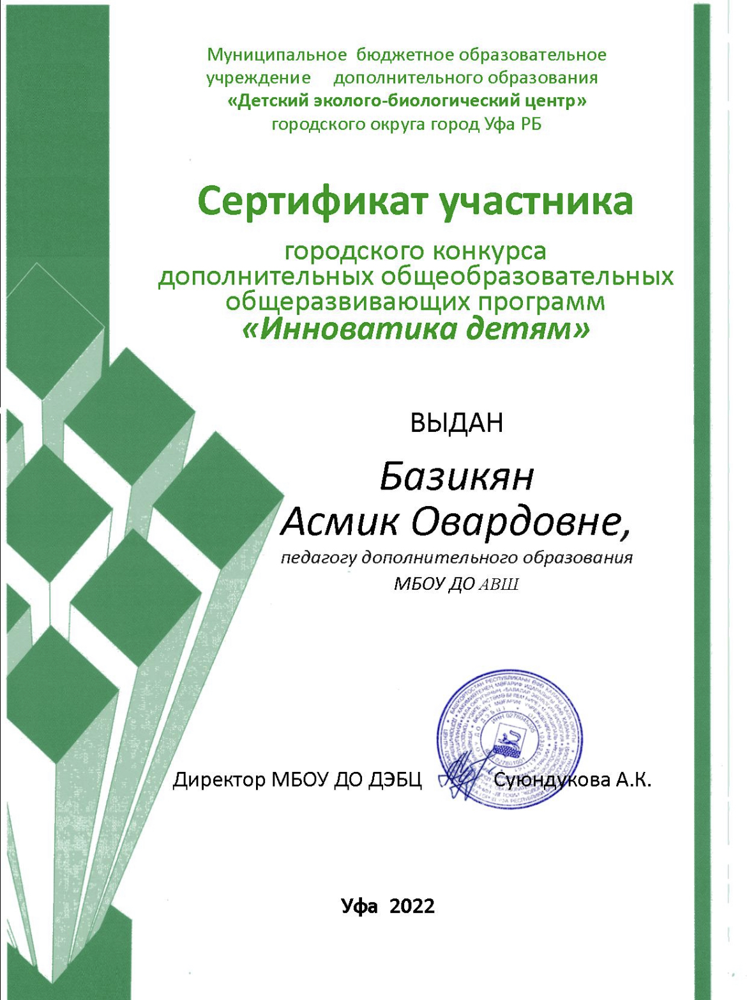 Муниципальное бюджетное образовательное
учреждение дополнительного образования
«Детский эколого-биологический центр»
городского округа город Уфа РБ
Сертификат участника
городского конкурса
дополнительных общеобразовательных
общеразвивающих программ
«Инноватика детям»
ВЫДАН
Базикян
Асмик Овардовне,
педагогу дополнительного образования
МБОУ ДО АВШ
ИНН 0278045205
Директор МБОУ ДО ДЭБЦ Суюндукова А.К.
Уфа 2022